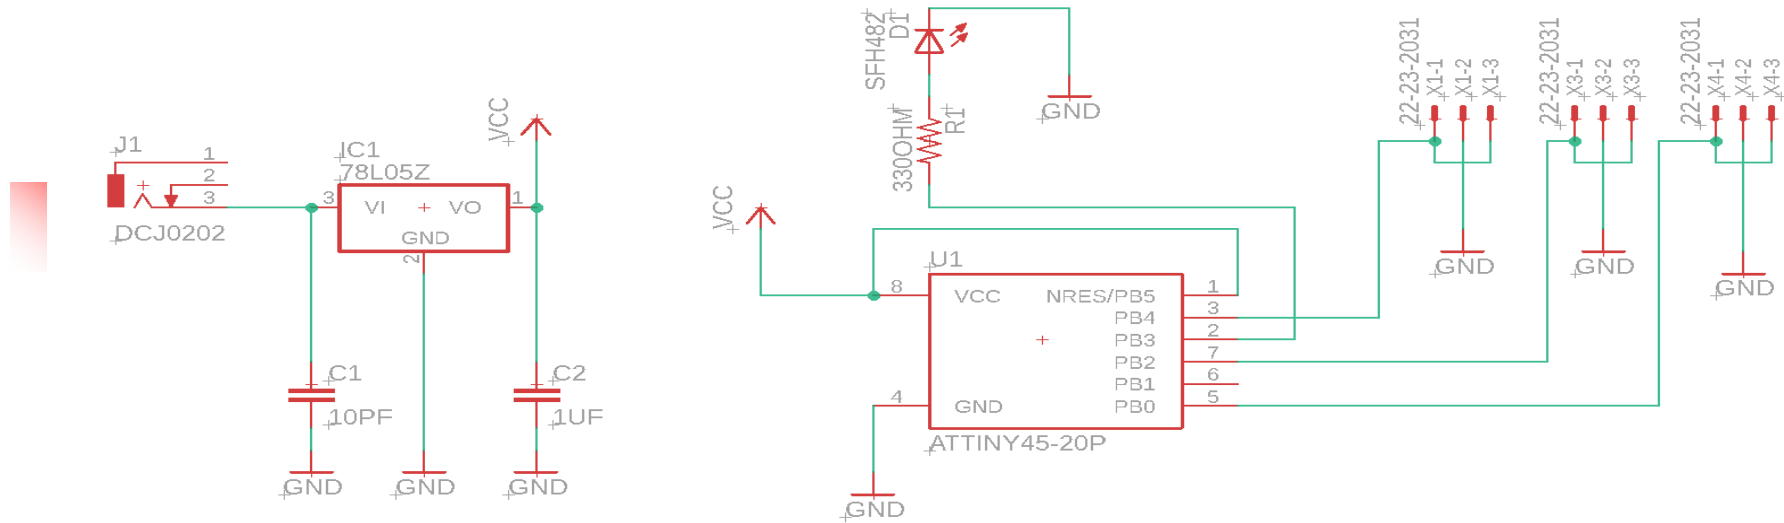 J1
1
2
3
DCJ0202
IC1
78L05Z
3
VI
VO
1
GND
2
VCC
C1
10PF
C2
1UF
GND
GND
GND
SFH482
D1
GND
330OHM
R1
VCC
U1
8
VCC
NRES/PB5
1
PB4
3
PB3
2
PB2
7
PB1
6
4
GND
PB0
5
ATTINY45-20P
GND
22-23-2031
X1-1
X1-2
X1-3
GND
22-23-2031
X3-1
X3-2
X3-3
GND
22-23-2031
X4-1
X4-2
X4-3
GND